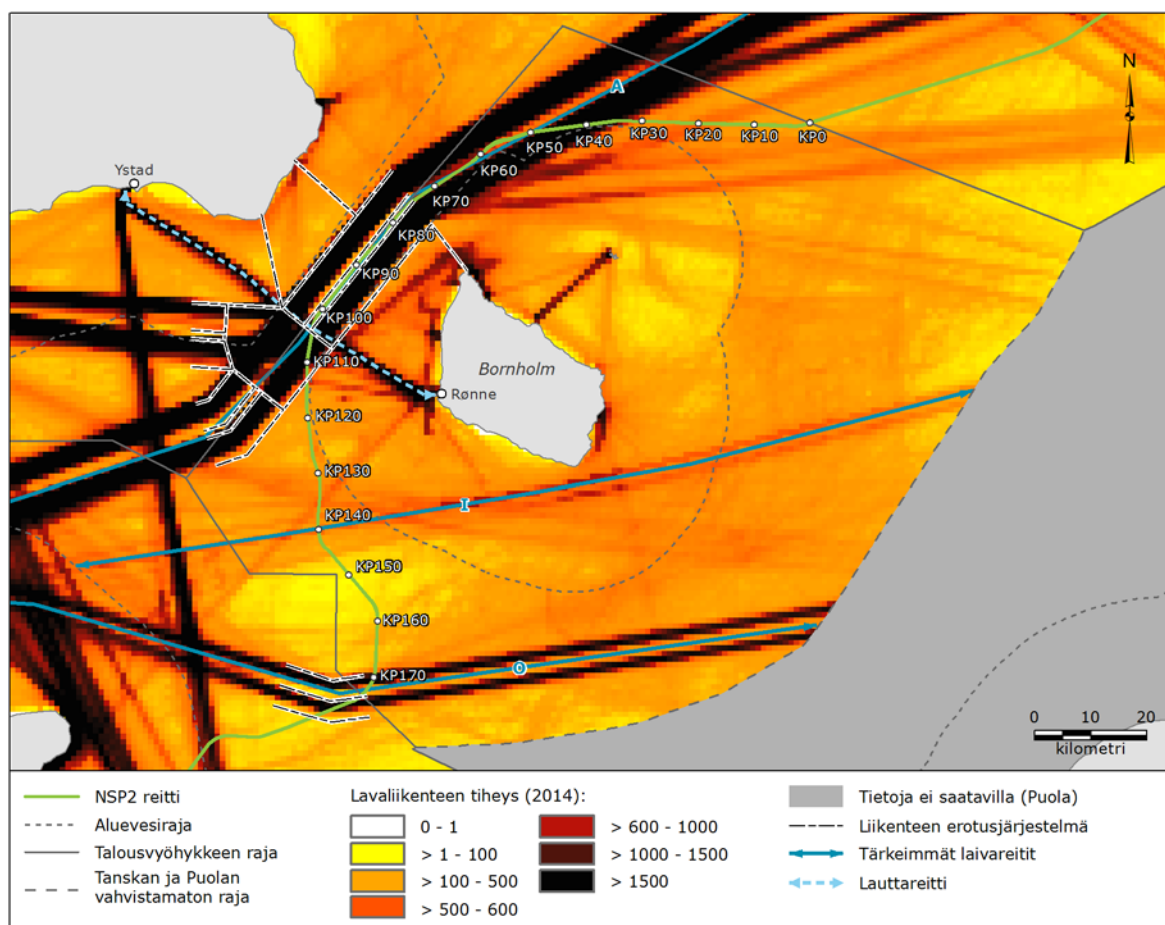 A
N
KP50
KP40
KP30
KP20
KP10
KP0
KP60
Ystad
KP70
KP80
KP90
KP100
KP110
Bornholm
Rønne
KP120
KP130
I
KP140
KP150
KP160
O
KP170
0 10 20
kilometri
NSP2 reitti
Aluevesiraja
Talousvyöhykkeen raja
Tanskan ja Puolan
vahvistamaton raja
Lavaliikenteen tiheys (2014):
0 - 1
> 1 - 100
> 100 - 500
> 500 - 600
> 600 - 1000
> 1000 - 1500
> 1500
Tietoja ei saatavilla (Puola)
Liikenteen erotusjärjestelmä
Tärkeimmät laivareitit
Lauttareitti